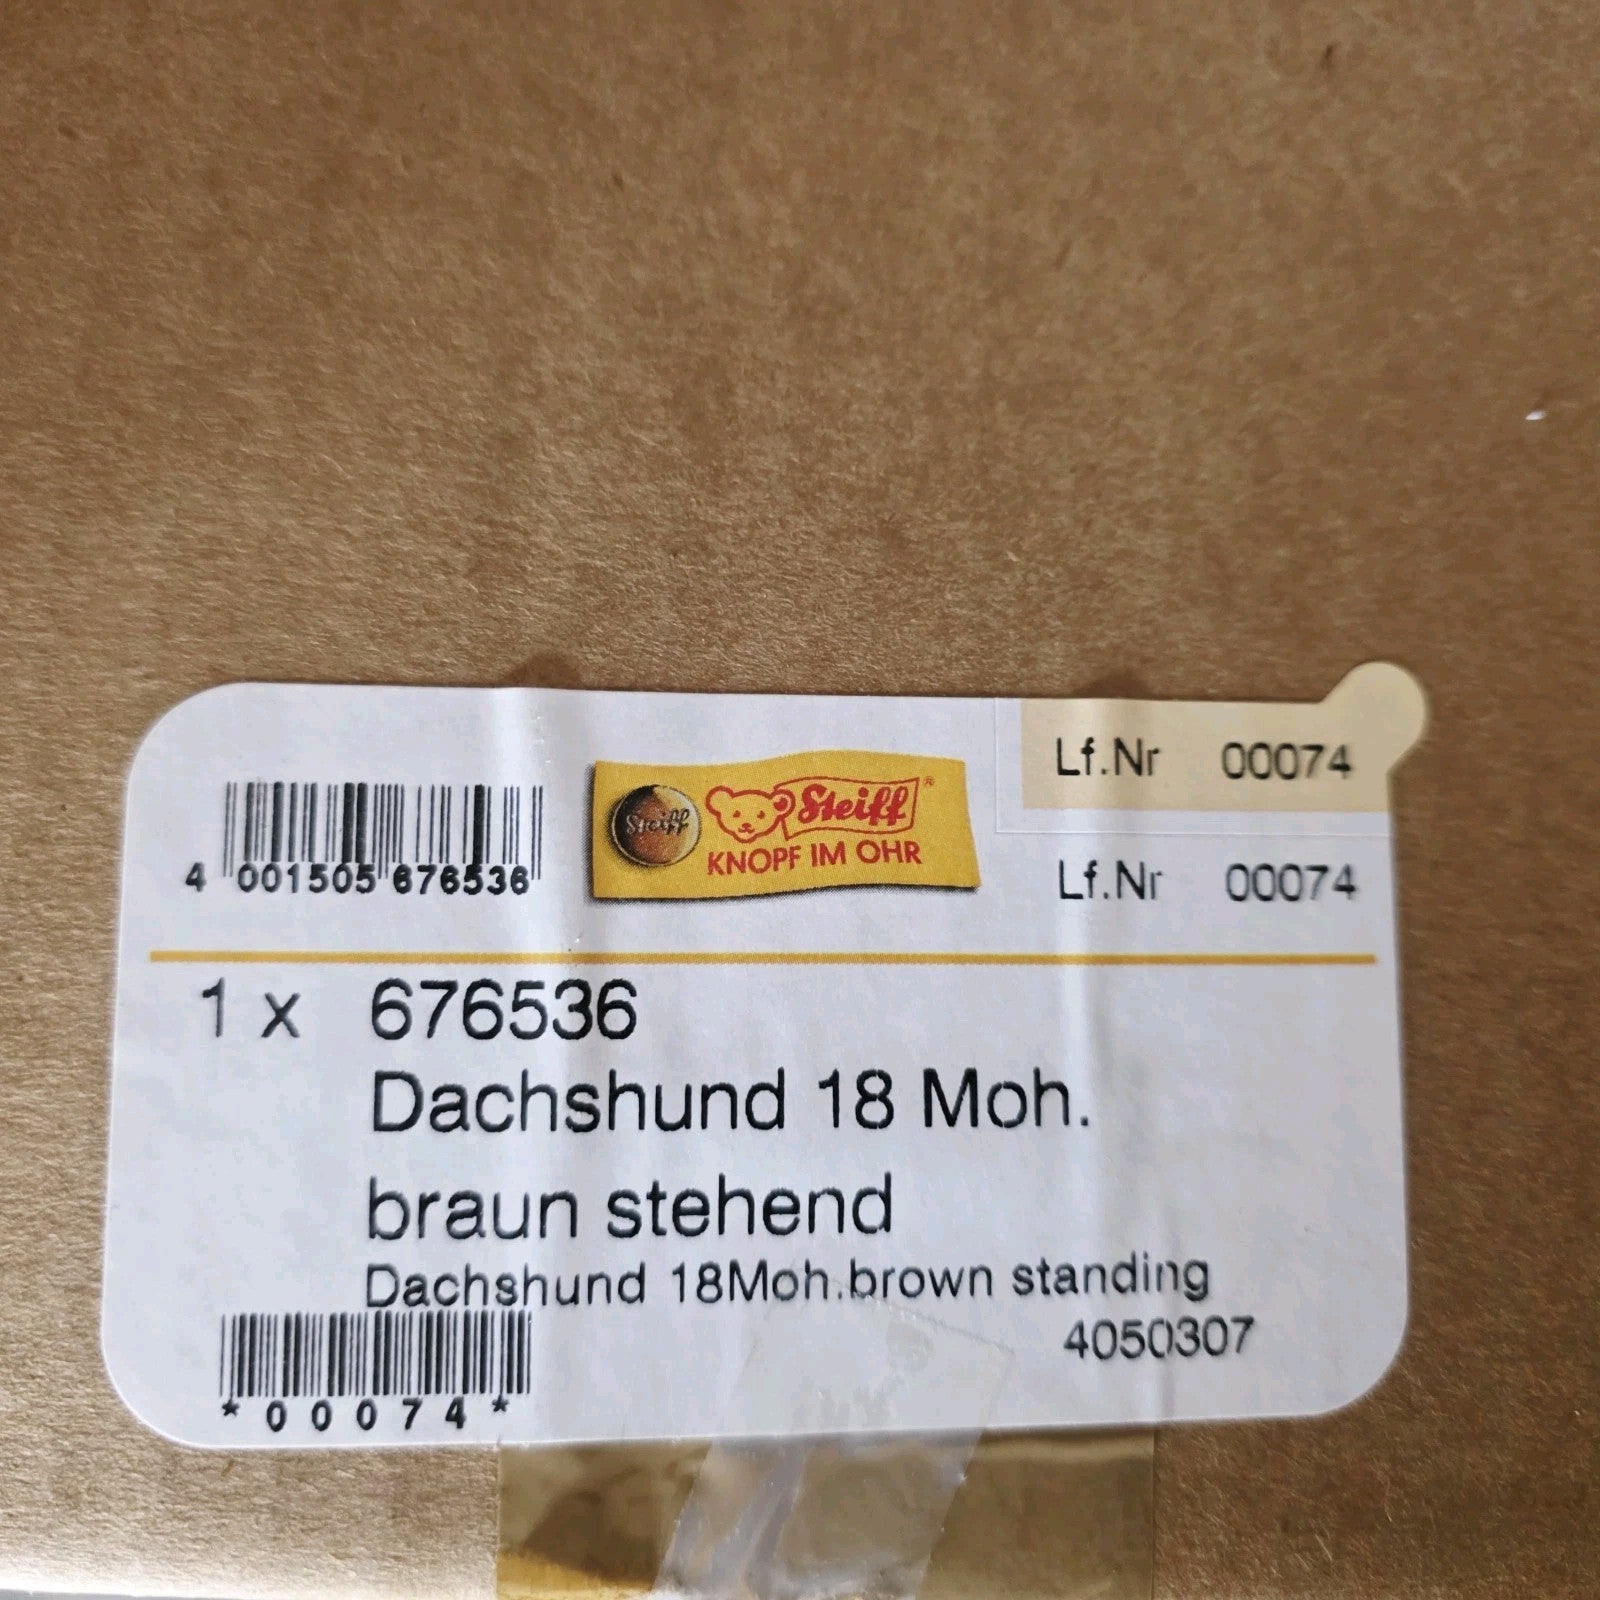 Lf.Nr 00074
Steiff
Steiff®
KNOPF IM OHR
4 001505 676536
Lf.Nr 00074
1 x 676536
Dachshund 18 Moh.
braun stehend
Dachshund 18Moh.brown standing
4050307
*00074*